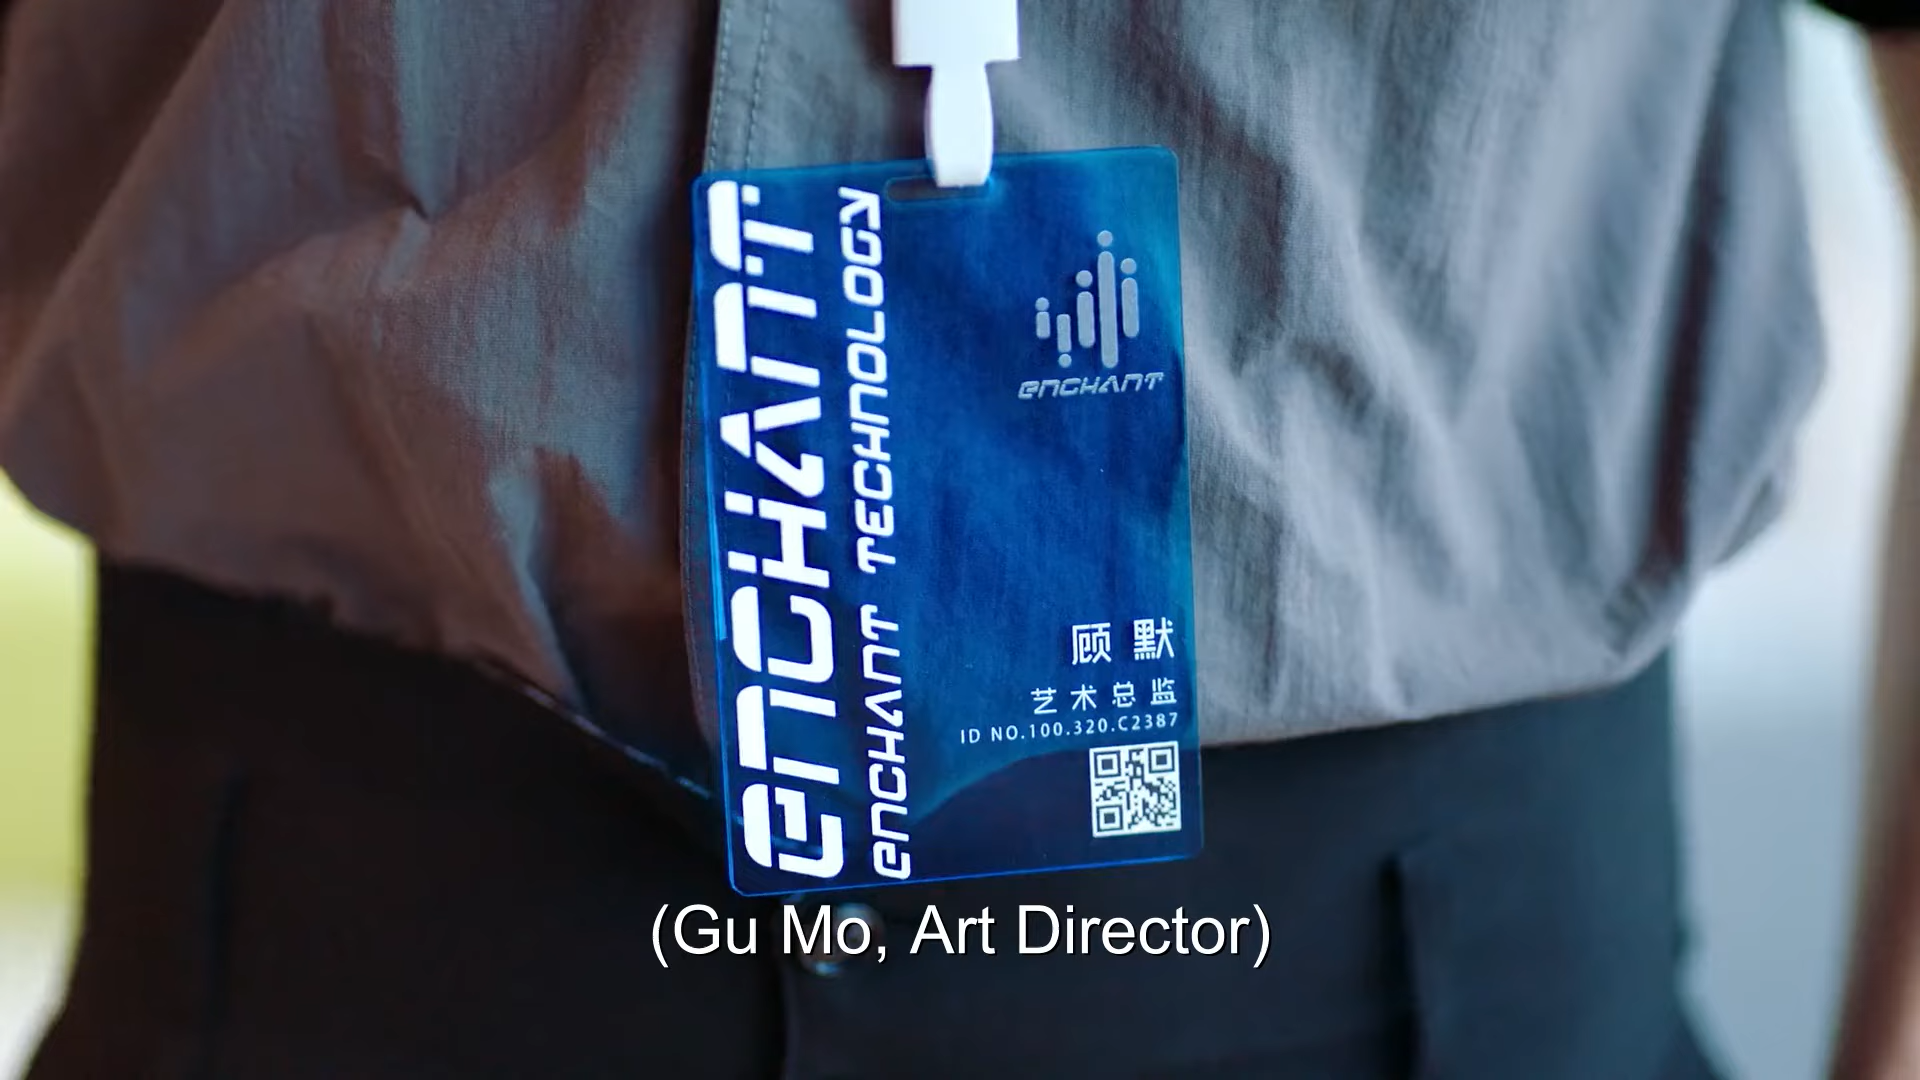 ENCHANT
ENCHANT TECHNOLOGY
ENCHANT
顾默
艺术总监
ID NO.100.320.C2387
(Gu Mo, Art Director)